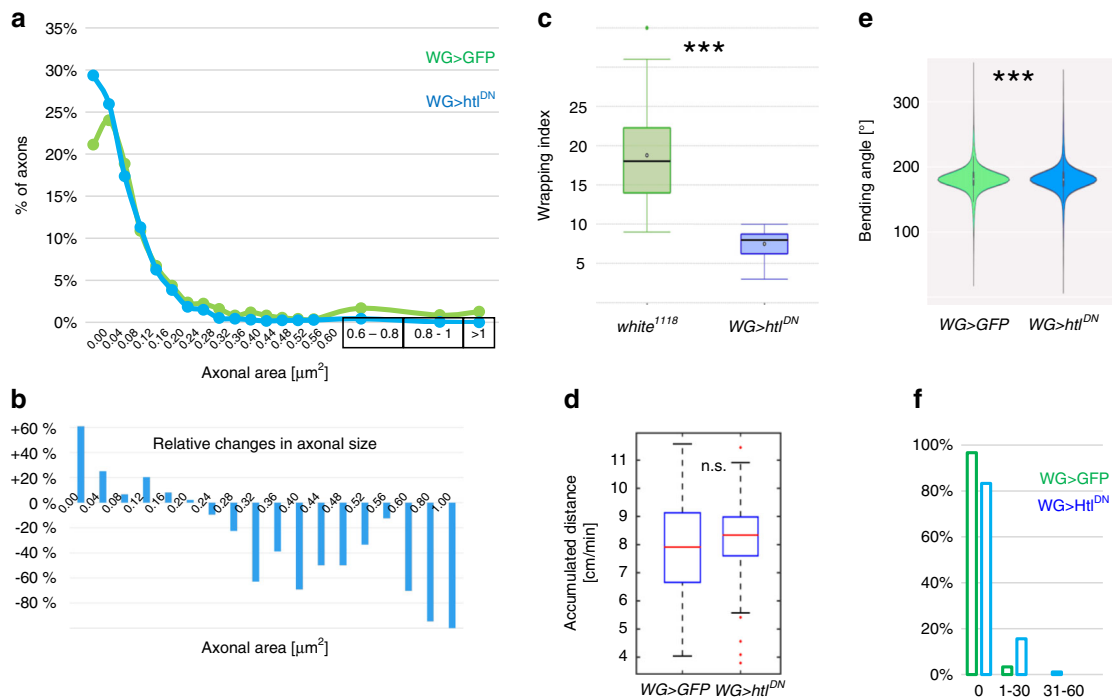 a
35%
30%
25%
20%
15%
10%
5%
0%
% of axons
WG>GFP
WG>htl^DN
0.00
0.04
0.08
0.12
0.16
0.20
0.24
0.28
0.32
0.36
0.40
0.44
0.48
0.52
0.56
0.60
0.6 – 0.8
0.8 - 1
>1
Axonal area [μm²]
b
Relative changes in axonal size
+60 %
+40 %
+20 %
0 %
-20 %
-40 %
-60 %
-80 %
0.00
0.04
0.08
0.12
0.16
0.20
0.24
0.28
0.32
0.36
0.40
0.44
0.48
0.52
0.56
0.60
0.80
1.00
Axonal area [μm²]
c
***
Wrapping index
25
20
15
10
5
white^1118
WG>htl^DN
d
n.s.
Accumulated distance
[cm/min]
11
10
9
8
7
6
5
4
WG>GFP
WG>htl^DN
e
***
Bending angle [°]
300
200
100
WG>GFP
WG>htl^DN
f
100%
80%
60%
40%
20%
0%
WG>GFP
WG>Htl^DN
0
1-30
31-60